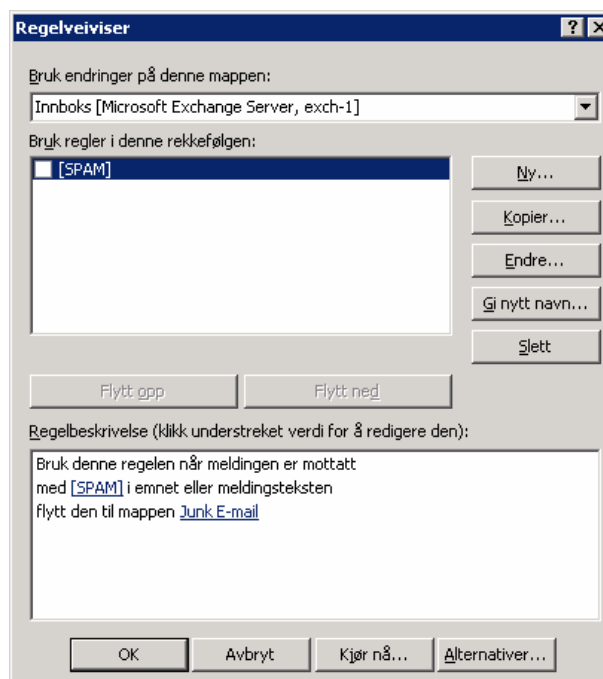 Regelveiviser
Bruk endringer på denne mappen:
Innboks [Microsoft Exchange Server, exch-1]
Bruk regler i denne rekkefølgen:
[SPAM]
Ny...
Kopier...
Endre...
Gi nytt navn...
Slett
Flytt opp
Flytt ned
Regelbeskrivelse (klikk understreket verdi for å redigere den):
Bruk denne regelen når meldingen er mottatt
med [SPAM] i emnet eller meldingsteksten
flytt den til mappen Junk E-mail
OK
Avbryt
Kjør nå...
Alternativer...